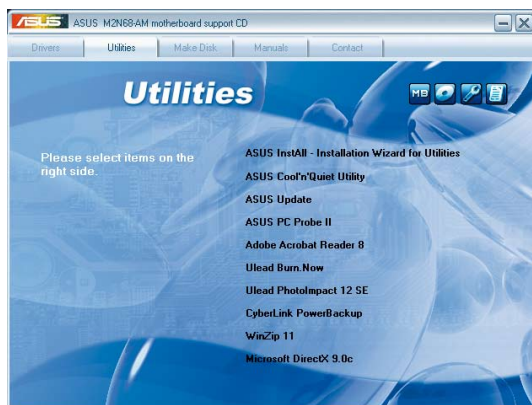 ASUS M2N68-AM motherboard support CD
Drivers Utilities Make Disk Manuals Contact
Utilities
MB
Please select items on the
right side.
ASUS InstAll - Installation Wizard for Utilities
ASUS Cool'n'Quiet Utility
ASUS Update
ASUS PC Probe II
Adobe Acrobat Reader 8
Ulead Burn.Now
Ulead PhotoImpact 12 SE
CyberLink PowerBackup
WinZip 11
Microsoft DirectX 9.0c